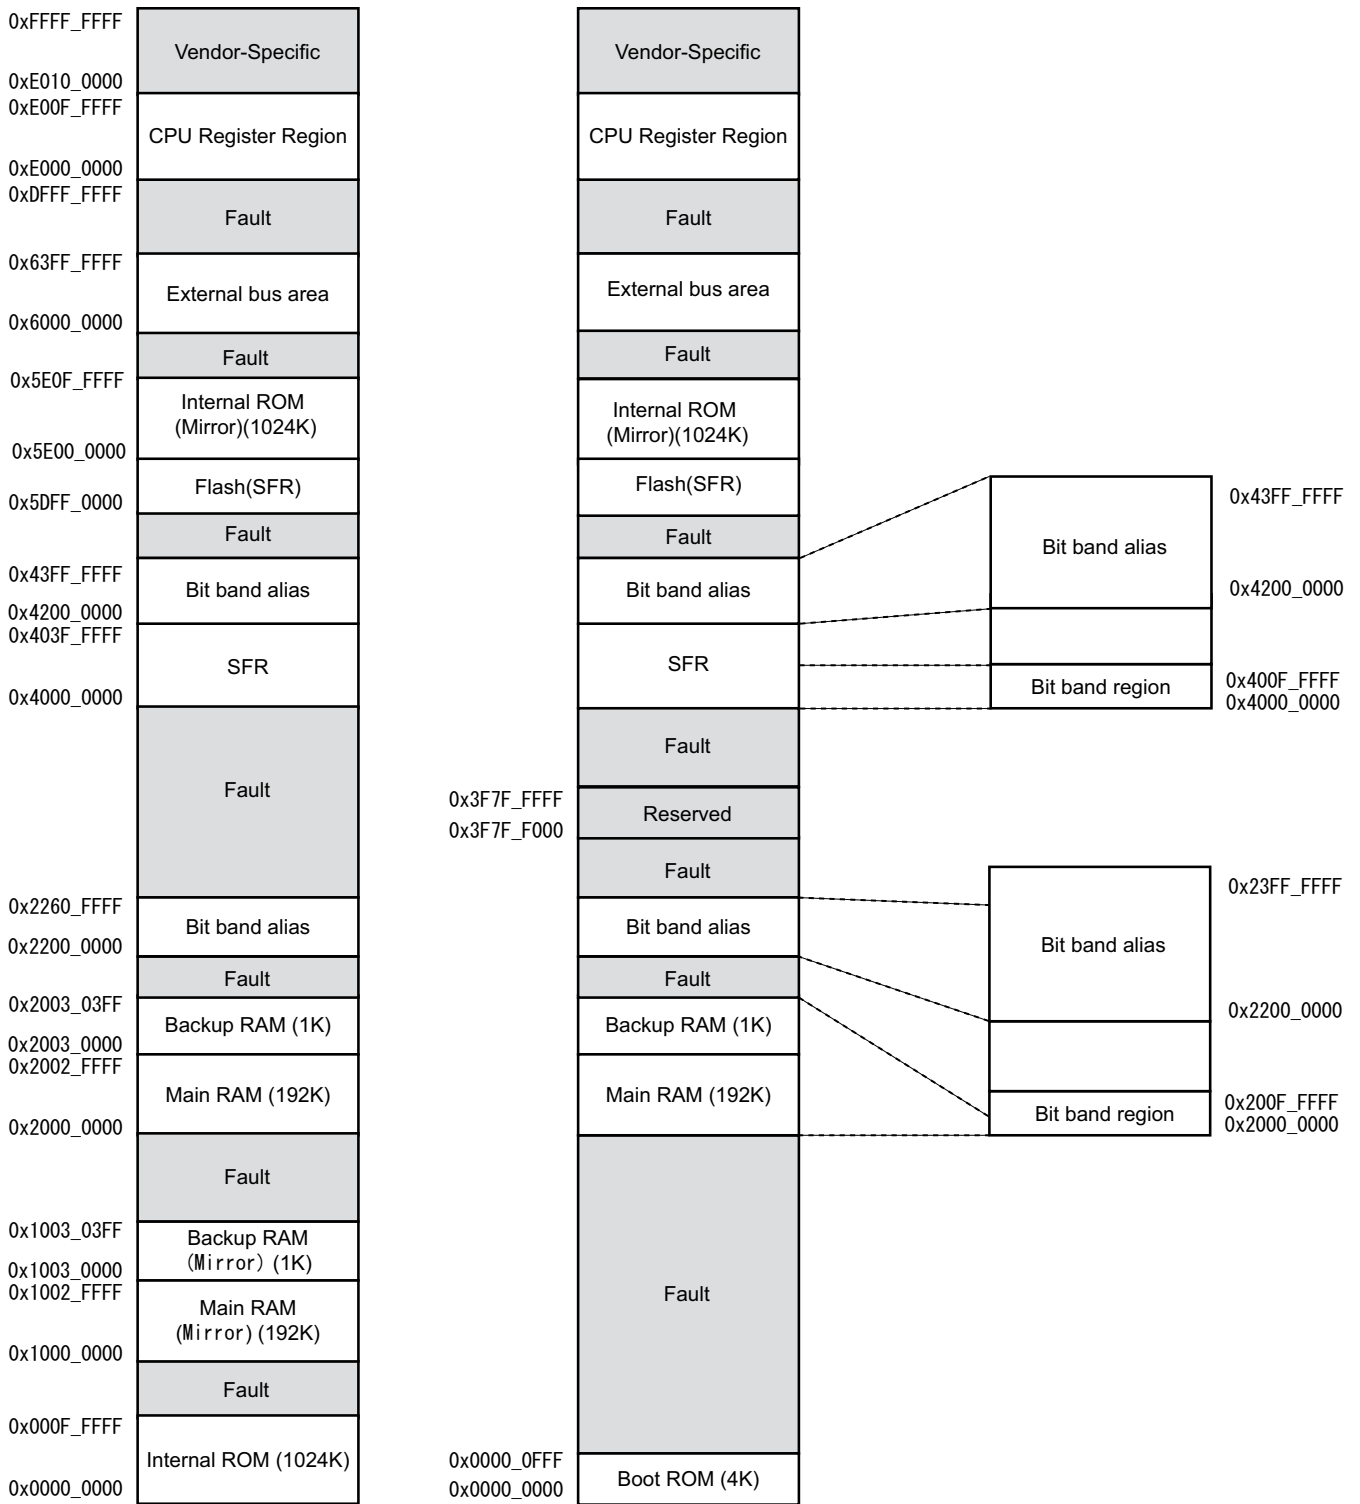 0xFFFF_FFFF
Vendor-Specific
0xE010_0000
0xE00F_FFFF
CPU Register Region
0xE000_0000
0xDFFF_FFFF
Fault
0x63FF_FFFF
External bus area
0x6000_0000
Fault
0x5E0F_FFFF
Internal ROM
(Mirror)(1024K)
0x5E00_0000
Flash(SFR)
0x5DFF_0000
Fault
0x43FF_FFFF
Bit band alias
0x4200_0000
0x403F_FFFF
SFR
0x4000_0000
Fault
0x2260_FFFF
Bit band alias
0x2200_0000
Fault
0x2003_03FF
Backup RAM (1K)
0x2003_0000
0x2002_FFFF
Main RAM (192K)
0x2000_0000
Fault
0x1003_03FF
Backup RAM
(Mirror) (1K)
0x1003_0000
0x1002_FFFF
Main RAM
(Mirror) (192K)
0x1000_0000
Fault
0x000F_FFFF
Internal ROM (1024K)
0x0000_0000
Vendor-Specific
CPU Register Region
Fault
External bus area
Fault
Internal ROM
(Mirror)(1024K)
Flash(SFR)
Fault
Bit band alias
SFR
Fault
0x3F7F_FFFF
Reserved
0x3F7F_F000
Fault
Bit band alias
Fault
Backup RAM (1K)
Main RAM (192K)
Fault
0x0000_0FFF
Boot ROM (4K)
0x0000_0000
0x43FF_FFFF
Bit band alias
0x4200_0000
Bit band region
0x400F_FFFF
0x4000_0000
0x23FF_FFFF
Bit band alias
0x2200_0000
0x200F_FFFF
Bit band region
0x2000_0000